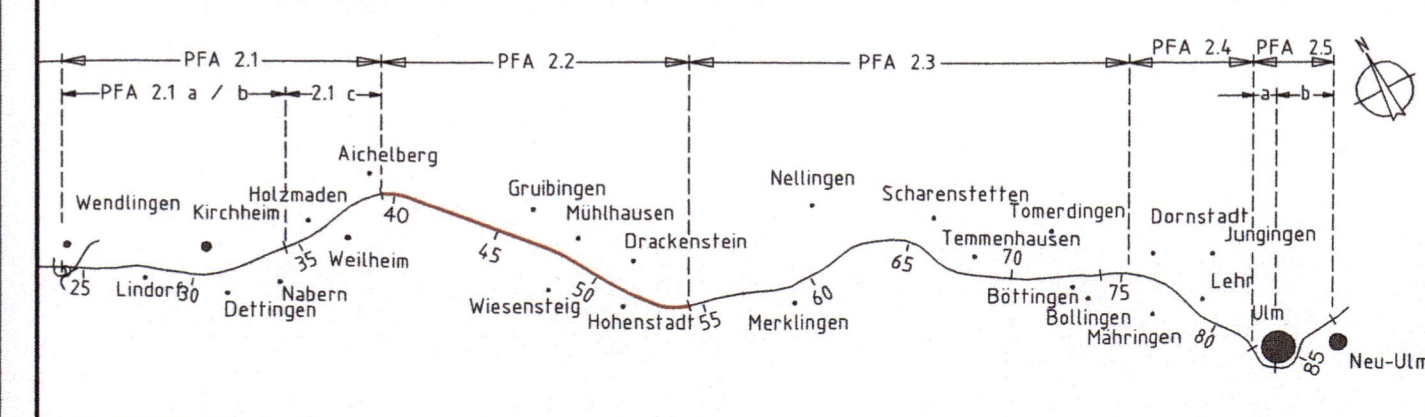 PFA 2.1
PFA 2.2
PFA 2.3
PFA 2.4
PFA 2.5
N
PFA 2.1 a / b
2.1 c
a
b
Aichelberg
Wendlingen
Holzmaden
Kirchheim
40
Gruibingen
Mühlhausen
Drackenstein
Nellingen
Scharenstetten
Tomerdingen
Temmenhausen
Dornstadt
Jungingen
35
Weilheim
45
65
70
25
Lindorf
30
Dettingen
Nabern
Wiesensteig
50
Hohenstadt
55
Merklingen
60
Böttingen
75
Bollingen
Mähringen
Lehr
80
Ulm
85
Neu-Ulm